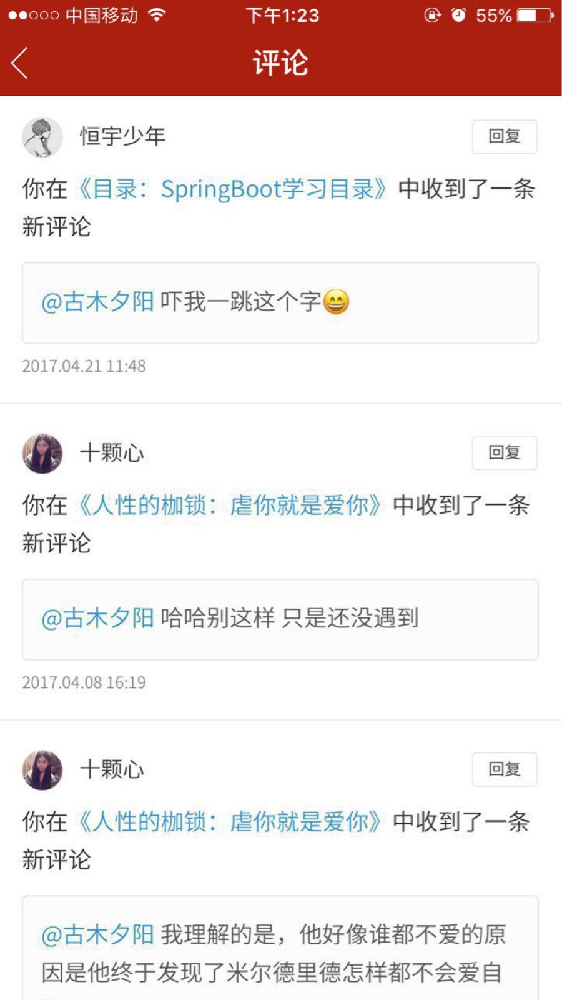 中国移动
下午1:23
55%
评论
恒宇少年
回复
你在《目录：SpringBoot学习目录》中收到了一条
新评论
@古木夕阳 吓我一跳这个字😄
2017.04.21 11:48
十颗心
回复
你在《人性的枷锁：虐你就是爱你》中收到了一条
新评论
@古木夕阳 哈哈别这样 只是还没遇到
2017.04.08 16:19
十颗心
回复
你在《人性的枷锁：虐你就是爱你》中收到了一条
新评论
@古木夕阳 我理解的是，他好像谁都不爱的原
因是他终于发现了米尔德里德怎样都不会爱自